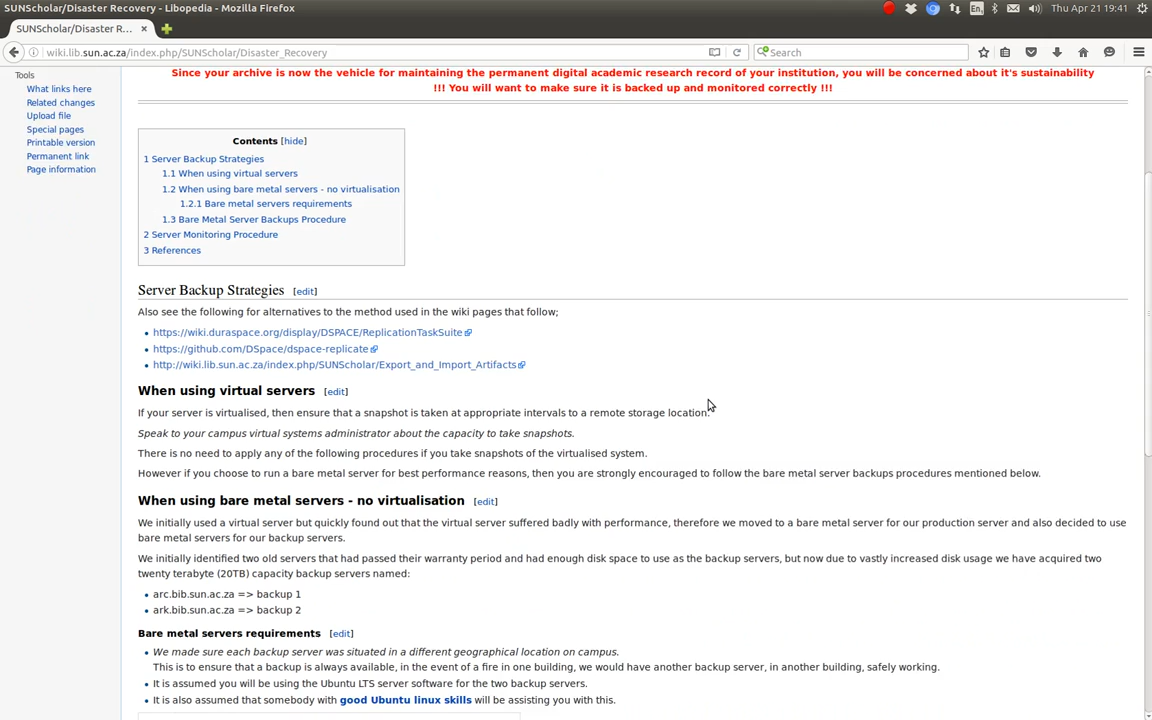 SUNScholar/Disaster Recovery - Libopedia - Mozilla Firefox
En
Thu Apr 21 19:41
SUNScholar/Disaster R...
wiki.lib.sun.ac.za/index.php/SUNScholar/Disaster_Recovery
Search
Tools
What links here
Related changes
Upload file
Special pages
Printable version
Permanent link
Page information
Since your archive is now the vehicle for maintaining the permanent digital academic research record of your institution, you will be concerned about it's sustainability
!!! You will want to make sure it is backed up and monitored correctly !!!
Contents [hide]
1 Server Backup Strategies
1.1 When using virtual servers
1.2 When using bare metal servers - no virtualisation
1.2.1 Bare metal servers requirements
1.3 Bare Metal Server Backups Procedure
2 Server Monitoring Procedure
3 References
Server Backup Strategies [edit]
Also see the following for alternatives to the method used in the wiki pages that follow;
https://wiki.duraspace.org/display/DSPACE/ReplicationTaskSuite
https://github.com/DSpace/dspace-replicate
http://wiki.lib.sun.ac.za/index.php/SUNScholar/Export_and_Import_Artifacts
When using virtual servers [edit]
If your server is virtualised, then ensure that a snapshot is taken at appropriate intervals to a remote storage location.
Speak to your campus virtual systems administrator about the capacity to take snapshots.
There is no need to apply any of the following procedures if you take snapshots of the virtualised system.
However if you choose to run a bare metal server for best performance reasons, then you are strongly encouraged to follow the bare metal server backups procedures mentioned below.
When using bare metal servers - no virtualisation [edit]
We initially used a virtual server but quickly found out that the virtual server suffered badly with performance, therefore we moved to a bare metal server for our production server and also decided to use
bare metal servers for our backup servers.
We initially identified two old servers that had passed their warranty period and had enough disk space to use as the backup servers, but now due to vastly increased disk usage we have acquired two
twenty terabyte (20TB) capacity backup servers named:
arc.bib.sun.ac.za => backup 1
ark.bib.sun.ac.za => backup 2
Bare metal servers requirements [edit]
We made sure each backup server was situated in a different geographical location on campus.
This is to ensure that a backup is always available, in the event of a fire in one building, we would have another backup server, in another building, safely working.
It is assumed you will be using the Ubuntu LTS server software for the two backup servers.
It is also assumed that somebody with good Ubuntu linux skills will be assisting you with this.